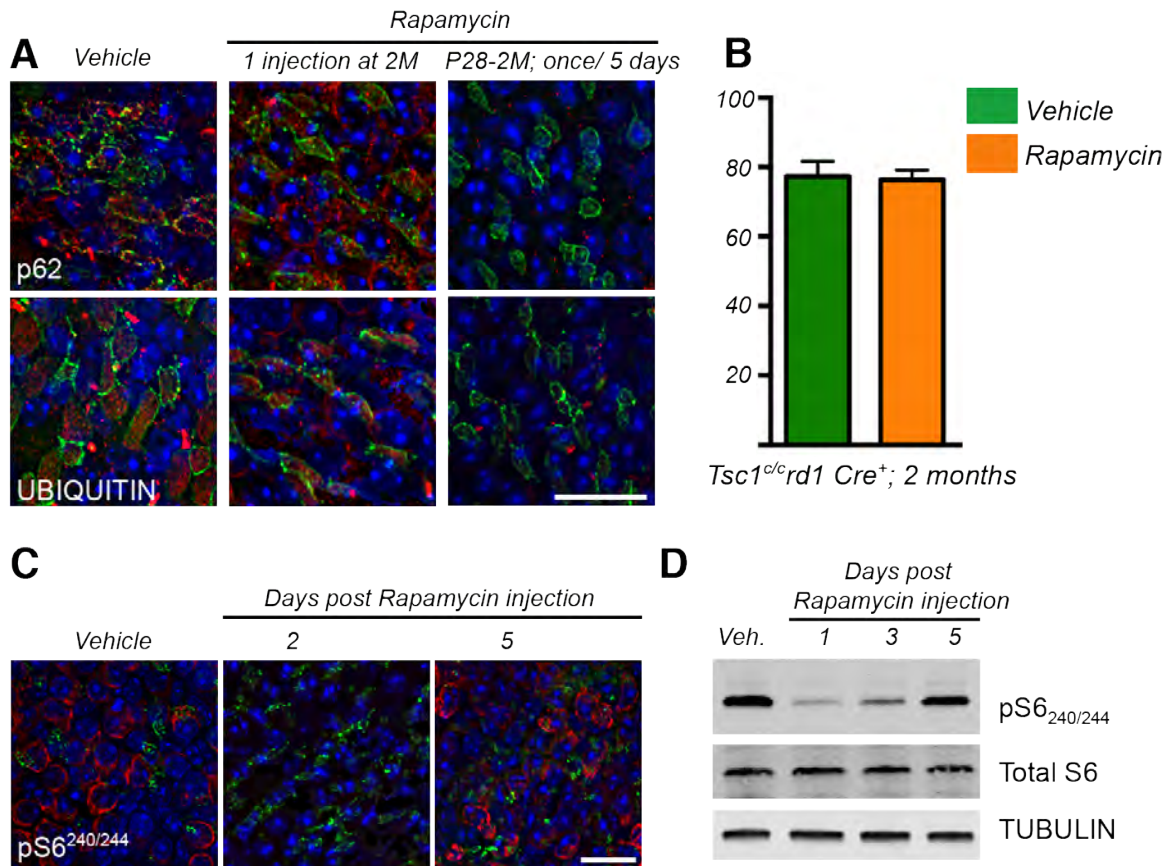 A
Vehicle
Rapamycin
1 injection at 2M
P28-2M; once/ 5 days
p62
UBIQUITIN
B
100
80
60
40
20
Vehicle
Rapamycin
Tsc1c/crd1 Cre+; 2 months
C
Days post Rapamycin injection
Vehicle
2
5
pS6240/244
D
Days post
Rapamycin injection
Veh.
1
3
5
pS6240/244
Total S6
TUBULIN